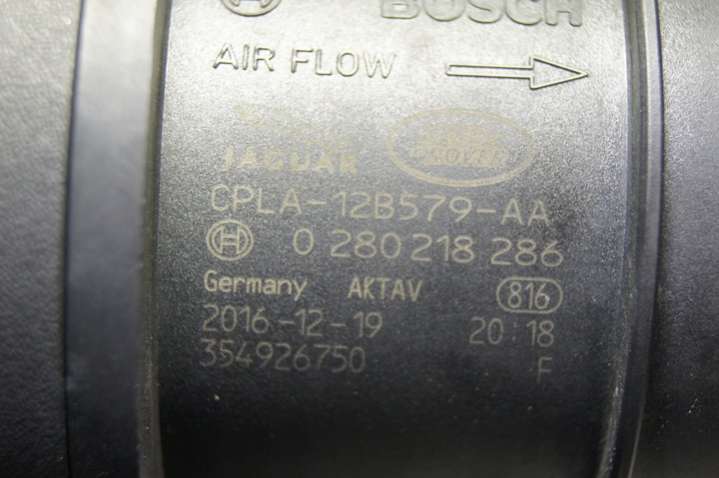 BOSCH
AIR FLOW
JAGUAR ROVER
CPLA-12B579-AA
0 280 218 286
Germany AKTAV 816
2016-12-19 20:18
354926750 F